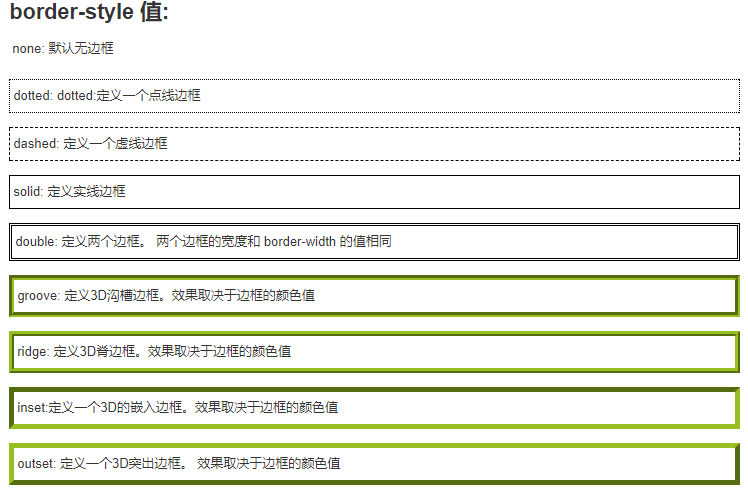 border-style 值:
none: 默认无边框
dotted: dotted:定义一个点线边框
dashed: 定义一个虚线边框
solid: 定义实线边框
double: 定义两个边框。 两个边框的宽度和 border-width 的值相同
groove: 定义3D沟槽边框。效果取决于边框的颜色值
ridge: 定义3D脊边框。效果取决于边框的颜色值
inset:定义一个3D的嵌入边框。效果取决于边框的颜色值
outset: 定义一个3D突出边框。 效果取决于边框的颜色值